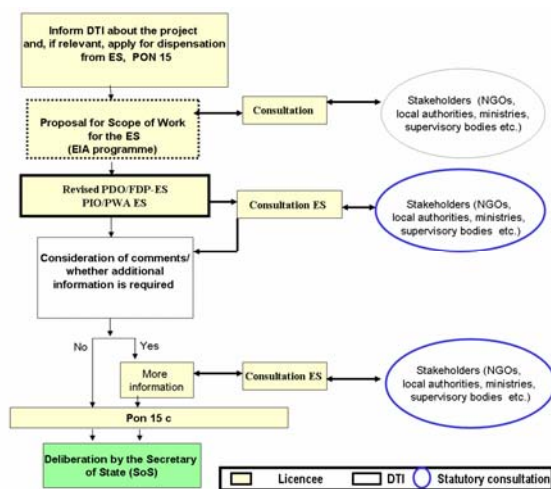 Inform DTI about the project
and, if relevant, apply for dispensation
from ES, PON 15
Proposal for Scope of Work
for the ES
(EIA programme)
Consultation
Stakeholders (NGOs,
local authorities, ministries,
supervisory bodies etc.)
Revised PDO/FDP-ES
PIO/PWA ES
Consultation ES
Stakeholders (NGOs,
local authorities, ministries,
supervisory bodies etc.)
Consideration of comments/
whether additional
information is required
No
Yes
More
information
Consultation ES
Stakeholders (NGOs,
local authorities, ministries,
supervisory bodies etc.)
Pon 15 c
Deliberation by the Secretary
of State (SoS)
Licencee
DTI
Statutory consultation